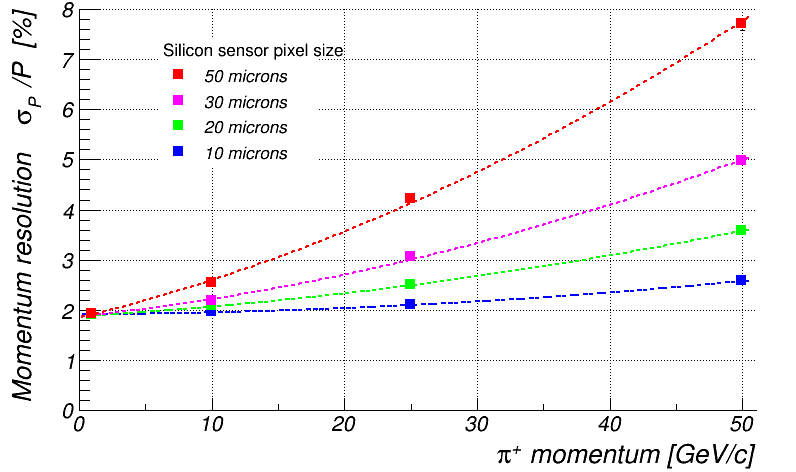 Momentum resolution σP /P [%]
8
7
6
5
4
3
2
1
0
Silicon sensor pixel size
50 microns
30 microns
20 microns
10 microns
0 10 20 30 40 50
π+ momentum [GeV/c]